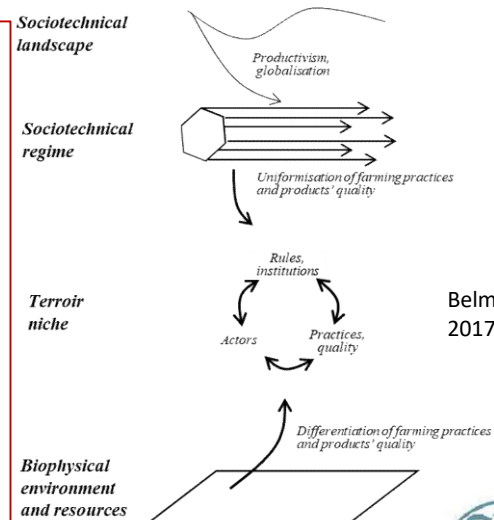 Sociotechnical
landscape
Productivism,
globalisation
Sociotechnical
regime
Uniformisation of farming practices
and products' quality
Rules,
institutions
Terroir
niche
Actors
Practices,
quality
2017
Differentiation of farming practices
and products' quality
Biophysical
environment
and resources